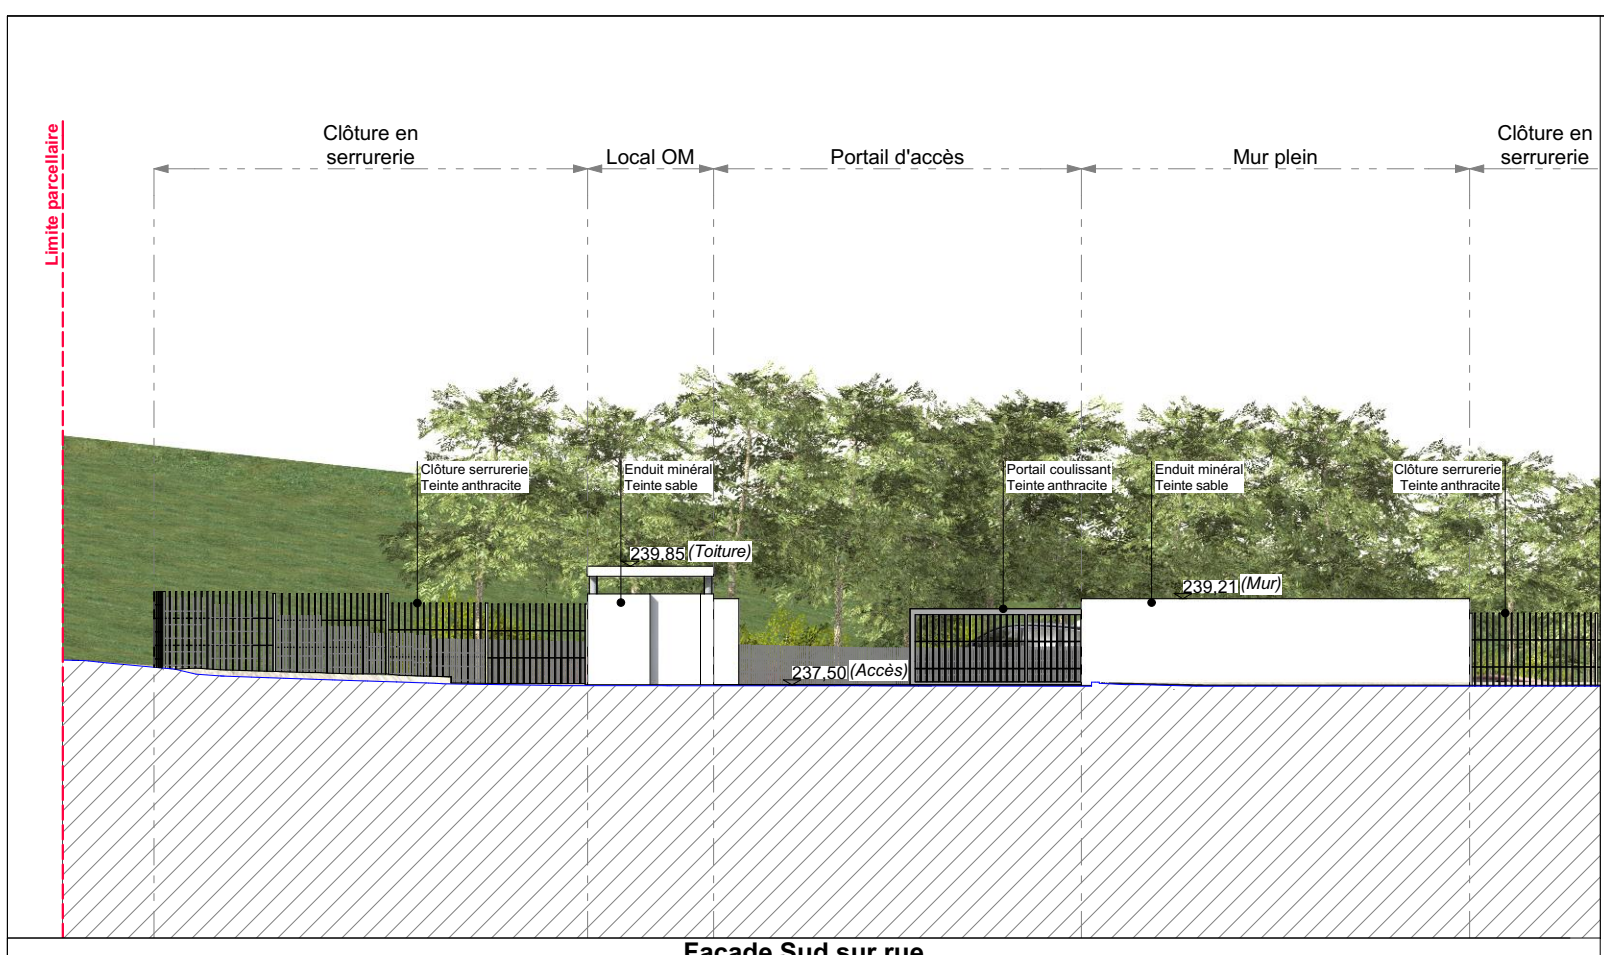 Limite parcellaire
Clôture en
serrurerie
Local OM
Portail d'accès
Mur plein
Clôture en
serrurerie
Clôture serrurerie
Teinte anthracite
Enduit minéral
Teinte sable
Portail coulissant
Teinte anthracite
Enduit minéral
Teinte sable
Clôture serrurerie
Teinte anthracite
239,85 (Toiture)
239,21 (Mur)
237,50 (Accès)
Façade Sud sur rue